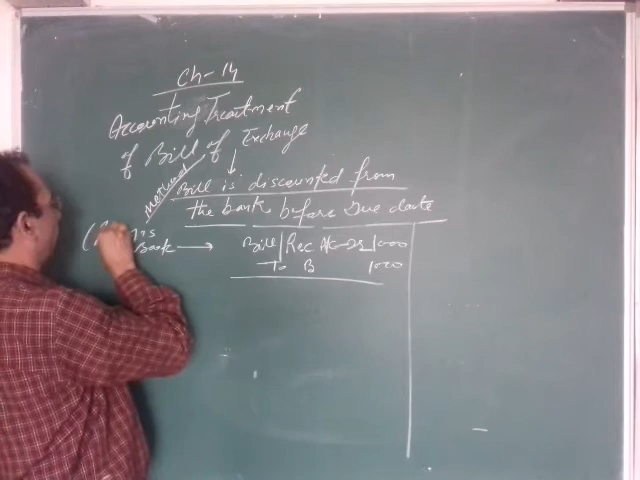 Ch-14
Accounting Treatment
of Bill of Exchange
Method
Bill is discounted from
the bank before due date
Book → Bill Rec A/c Dr 1000
To B 1000